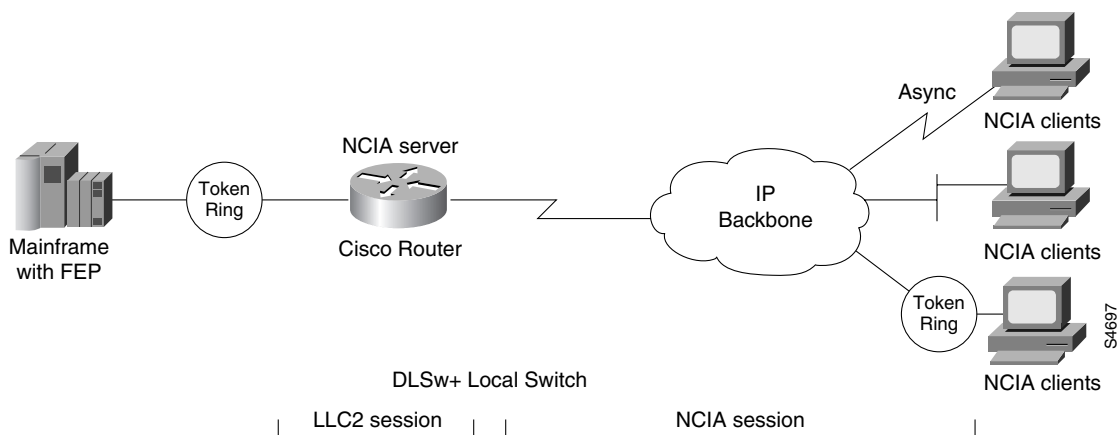 Async
NCIA clients
NCIA server
Token
Ring
IP
Backbone
Mainframe
with FEP
Cisco Router
NCIA clients
Token
Ring
NCIA clients
S4697
DLSw+ Local Switch
LLC2 session
NCIA session